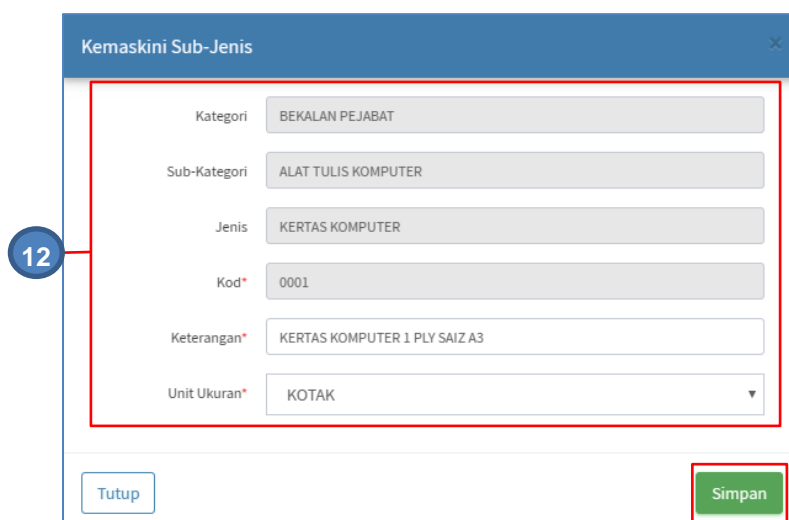 Kemaskini Sub-Jenis ×
Kategori BEKALAN PEJABAT
Sub-Kategori ALAT TULIS KOMPUTER
Jenis KERTAS KOMPUTER
Kod* 0001
12
Keterangan* KERTAS KOMPUTER 1 PLY SAIZ A3
Unit Ukuran* KOTAK
Tutup Simpan